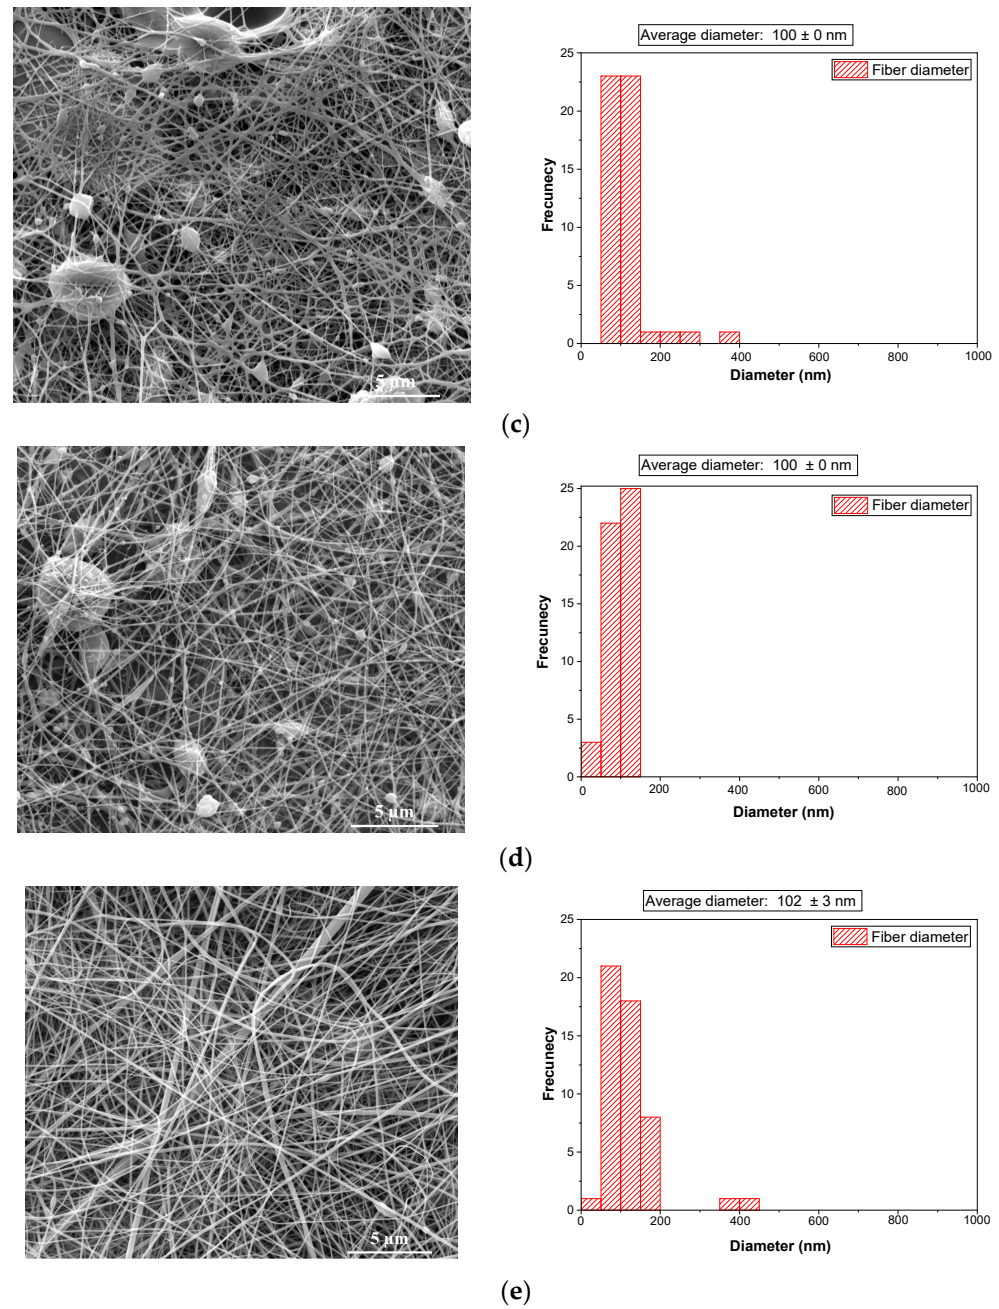 Average diameter: 100 ± 0 nm
Fiber diameter
25
20
15
10
5
0
Frecunecy
0 200 400 600 800 1000
Diameter (nm)
5 µm
(c)
Average diameter: 100 ± 0 nm
Fiber diameter
25
20
15
10
5
0
Frecunecy
0 200 400 600 800 1000
Diameter (nm)
5 µm
(d)
Average diameter: 102 ± 3 nm
Fiber diameter
25
20
15
10
5
0
Frecunecy
0 200 400 600 800 1000
Diameter (nm)
5 µm
(e)